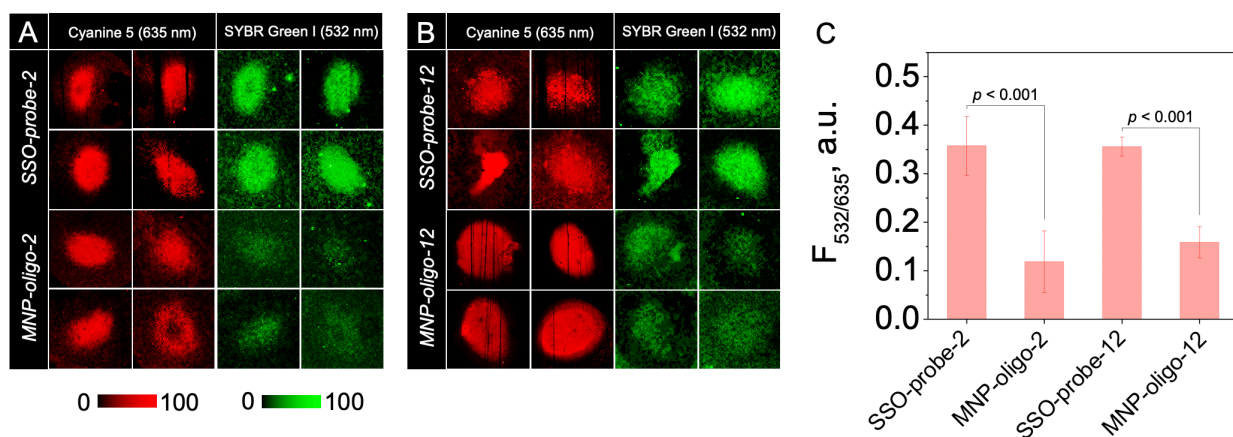 A
Cyanine 5 (635 nm)
SYBR Green I (532 nm)
SSO-probe-2
MNP-oligo-2
0
100
0
100
B
Cyanine 5 (635 nm)
SYBR Green I (532 nm)
SSO-probe-12
MNP-oligo-12
C
F532/635, a.u.
0.5
0.4
0.3
0.2
0.1
0.0
p < 0.001
p < 0.001
SSO-probe-2
MNP-oligo-2
SSO-probe-12
MNP-oligo-12